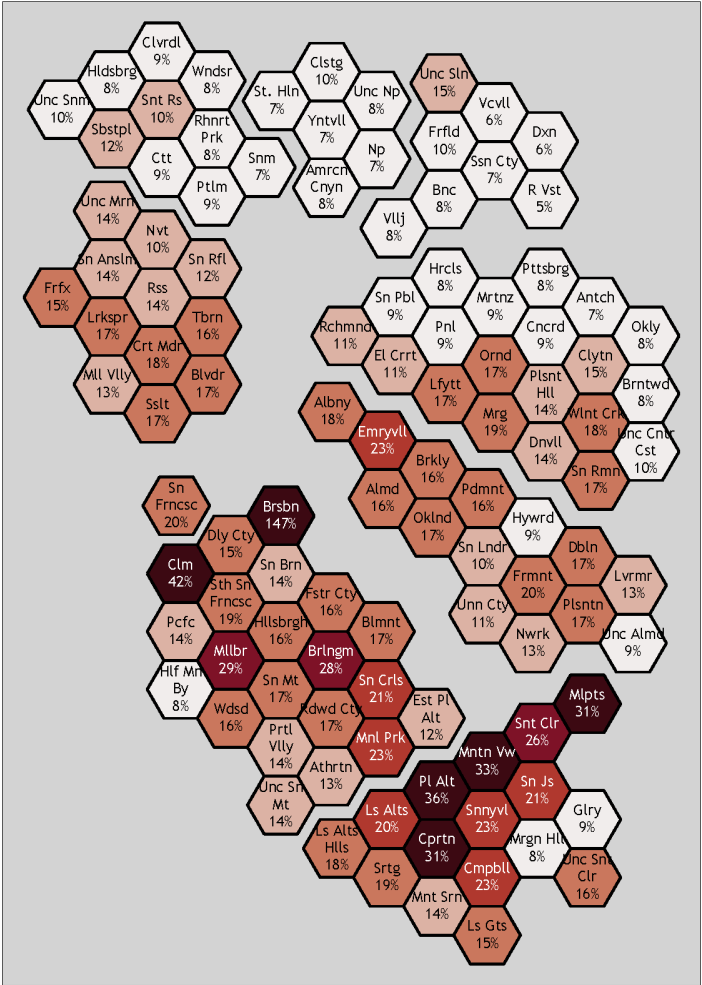 Clvrdl
9%
Hldsbrg
8%
Wndsr
8%
Unc Snm
10%
Snt Rs
10%
Sbstpl
12%
Rhnrt
Prk
8%
Ctt
9%
Snm
7%
Ptlm
9%
Clstg
10%
St. Hln
7%
Unc Np
8%
Yntvll
7%
Np
7%
Amrcn
Cnyn
8%
Unc Sln
15%
Vcvll
6%
Frfld
10%
Dxn
6%
Ssn Cty
7%
Bnc
8%
R Vst
5%
Vllj
8%
Unc Mrn
14%
Nvt
10%
Sn Anslm
14%
Sn Rfl
12%
Frfx
15%
Rss
14%
Lrkspr
17%
Tbrn
16%
Crt Mdr
18%
Mll Vlly
13%
Blvdr
17%
Sslt
17%
Hrcls
8%
Pttsbrg
8%
Sn Pbl
9%
Mrtnz
9%
Antch
7%
Rchmnd
11%
Pnl
9%
Cncrd
9%
Okly
8%
El Crrt
11%
Ornd
17%
Clytn
15%
Lfytt
17%
Plsnt
Hll
14%
Brntwd
8%
Mrg
19%
Wlnt Crk
18%
Dnvll
14%
Unc Cntr
Cst
10%
Sn Rmn
17%
Albny
18%
Emryvll
23%
Brkly
16%
Almd
16%
Pdmnt
16%
Oklnd
17%
Hywrd
9%
Sn Lndr
10%
Dbln
17%
Frmnt
20%
Lvrmr
13%
Unn Cty
11%
Plsntn
17%
Nwrk
13%
Unc Almd
9%
Sn
Frncsc
20%
Brsbn
147%
Dly Cty
15%
Clm
42%
Sn Brn
14%
Sth Sn
Frncsc
19%
Fstr Cty
16%
Pcfc
14%
Hllsbrgh
16%
Blmnt
17%
Mllbr
29%
Brlngm
28%
Hlf Mn
By
8%
Sn Mt
17%
Sn Crls
21%
Wdsd
16%
Rdwd Cty
17%
Est Pl
Alt
12%
Prtl
Vlly
14%
Mnl Prk
23%
Athrtn
13%
Unc Sn
Mt
14%
Mlpts
31%
Snt Clr
26%
Mntn Vw
33%
Pl Alt
36%
Sn Js
21%
Ls Alts
20%
Snnyvl
23%
Glry
9%
Ls Alts
Hlls
18%
Cprtn
31%
Mrgn Hll
8%
Srtg
19%
Cmpbll
23%
Unc Snt
Clr
16%
Mnt Srn
14%
Ls Gts
15%